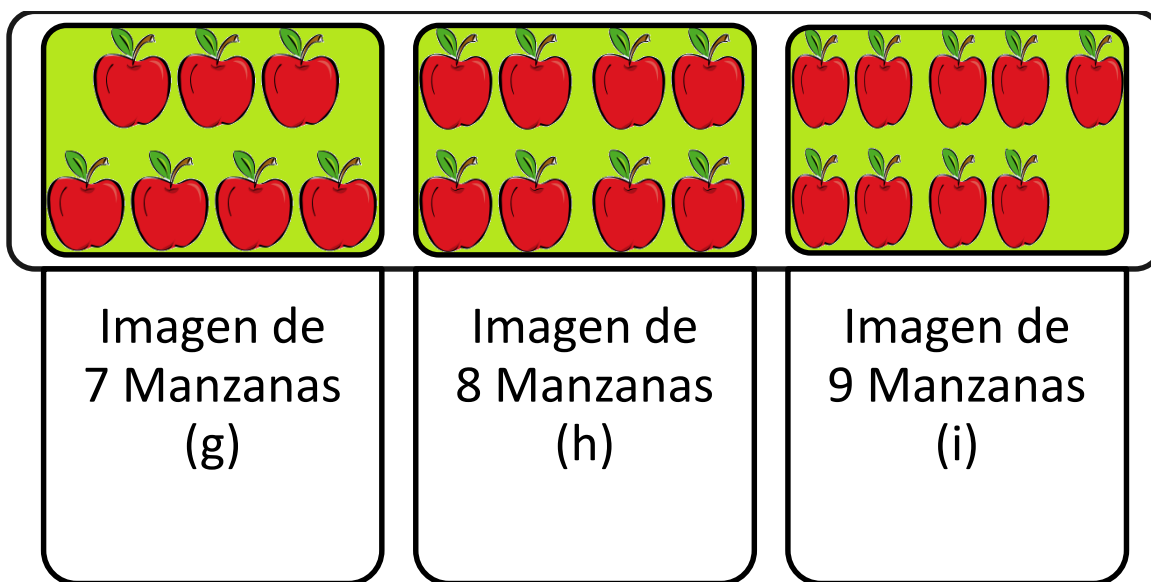 Imagen de
7 Manzanas
(g)
Imagen de
8 Manzanas
(h)
Imagen de
9 Manzanas
(i)